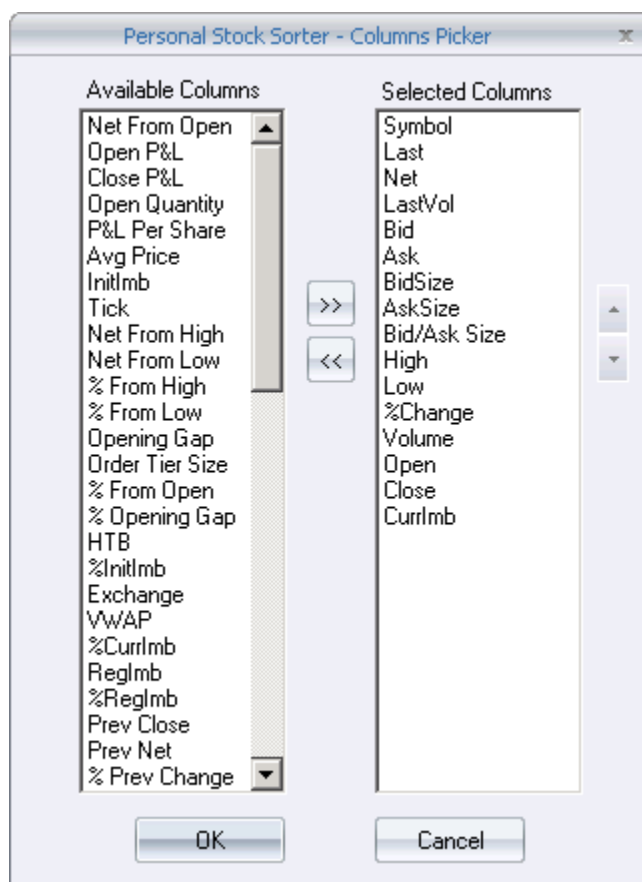 Personal Stock Sorter - Columns Picker x
Available Columns
Net From Open
Open P&L
Close P&L
Open Quantity
P&L Per Share
Avg Price
InitImb
Tick
Net From High
Net From Low
% From High
% From Low
Opening Gap
Order Tier Size
% From Open
% Opening Gap
HTB
%InitImb
Exchange
VWAP
%CurrImb
RegImb
%RegImb
Prev Close
Prev Net
% Prev Change
>>
<<
Selected Columns
Symbol
Last
Net
LastVol
Bid
Ask
BidSize
AskSize
Bid/Ask Size
High
Low
%Change
Volume
Open
Close
CurrImb
OK
Cancel